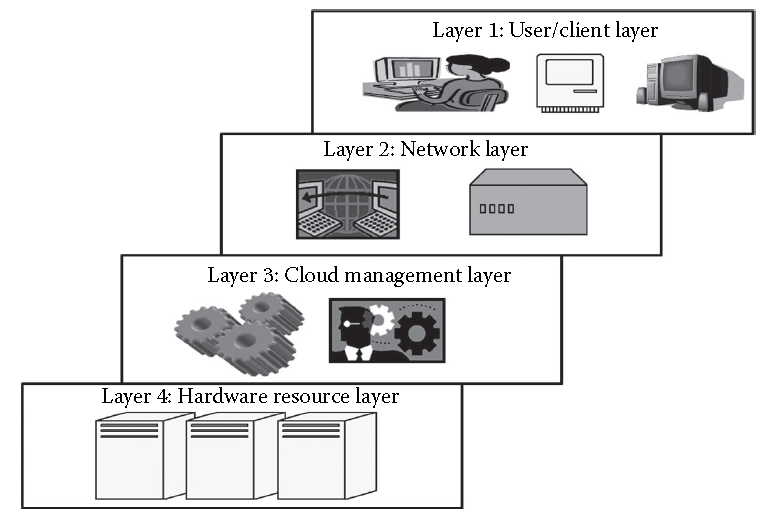 Layer 1: User/client layer
Layer 2: Network layer
Layer 3: Cloud management layer
Layer 4: Hardware resource layer